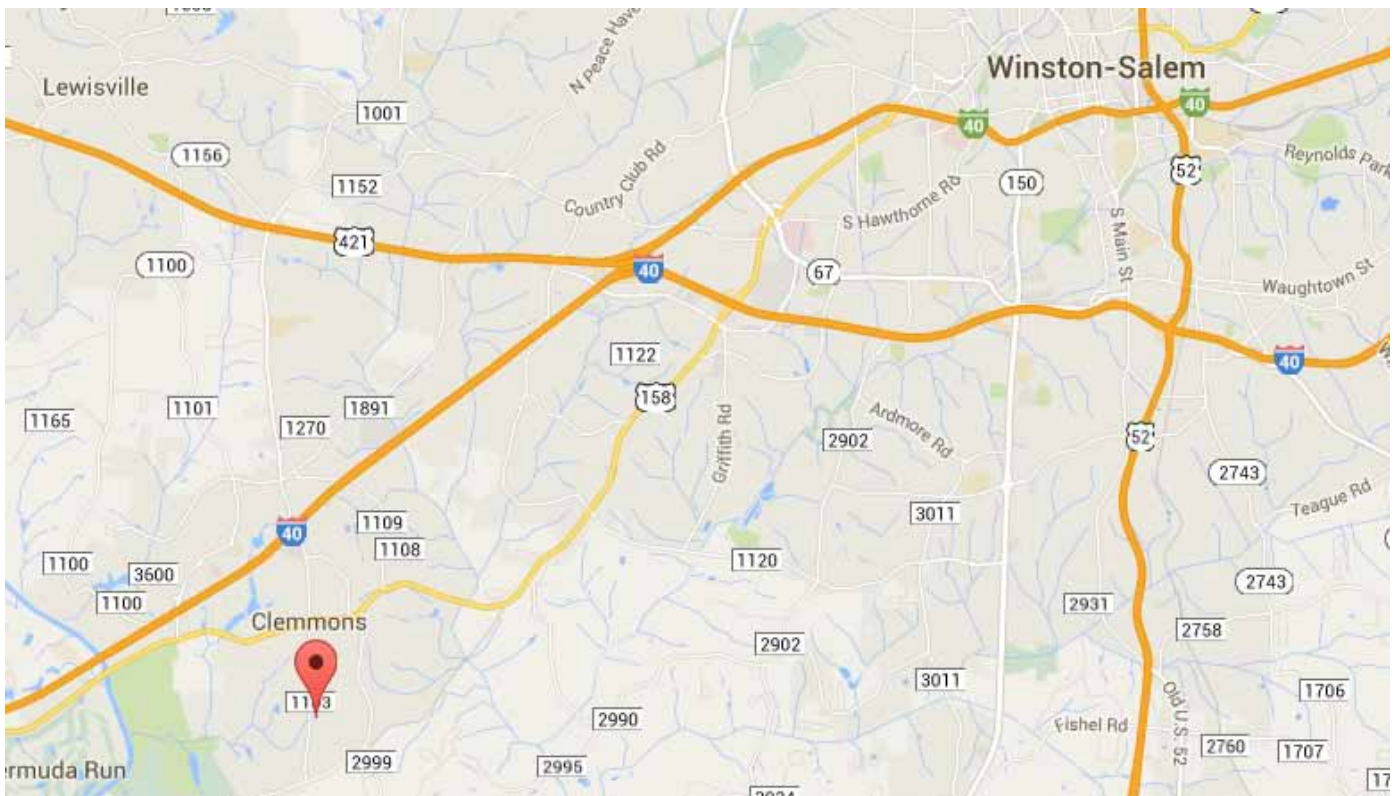 Lewisville
1001
N Peace Haven
Winston-Salem
40
40
1156
1152
Country Club Rd
150
52
Reynolds Park
S Hawthorne Rd
S Main St
421
1100
40
67
Waughtown St
1122
40
158
1165
1101
1891
1270
Griffith Rd
2902
Ardmore Rd
52
2743
Teague Rd
3011
40
1109
1108
1100
3600
1100
1120
2743
2931
Clemmons
2902
2758
3011
1706
2990
Fishel Rd
Old U.S. 52
2999
2995
2760
1707
ermuda Run